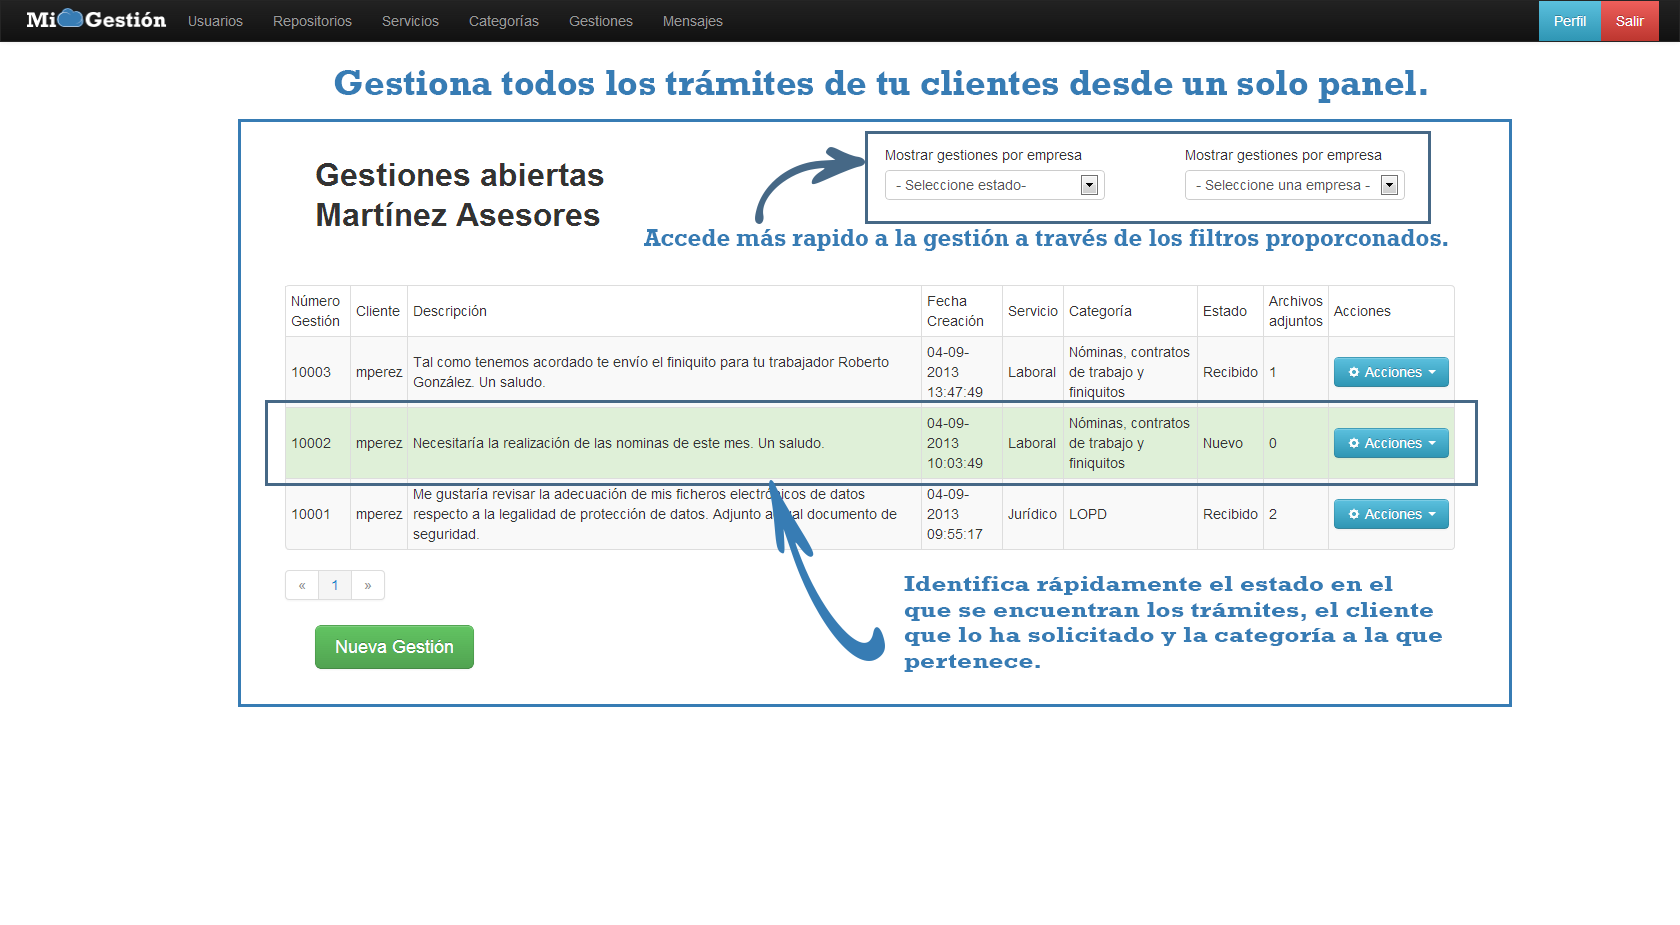 Mi Gestión
Usuarios
Repositorios
Servicios
Categorías
Gestiones
Mensajes
Perfil
Salir
Gestiona todos los trámites de tu clientes desde un solo panel.
Gestiones abiertas
Martínez Asesores
Mostrar gestiones por empresa
- Seleccione estado-
Mostrar gestiones por empresa
- Seleccione una empresa -
Accede más rapido a la gestión a través de los filtros proporconados.
Número
Gestión
Cliente
Descripción
Fecha
Creación
Servicio
Categoría
Estado
Archivos
adjuntos
Acciones
10003
mperez
Tal como tenemos acordado te envío el finiquito para tu trabajador Roberto
González. Un saludo.
04-09-
2013
13:47:49
Laboral
Nóminas, contratos
de trabajo y
finiquitos
Recibido
1
Acciones
10002
mperez
Necesitaría la realización de las nominas de este mes. Un saludo.
04-09-
2013
10:03:49
Laboral
Nóminas, contratos
de trabajo y
finiquitos
Nuevo
0
Acciones
10001
mperez
Me gustaría revisar la adecuación de mis ficheros electrónicos de datos
respecto a la legalidad de protección de datos. Adjunto documento de
seguridad.
04-09-
2013
09:55:17
Jurídico
LOPD
Recibido
2
Acciones
« 1 »
Nueva Gestión
Identifica rápidamente el estado en el
que se encuentran los trámites, el cliente
que lo ha solicitado y la categoría a la que
pertenece.